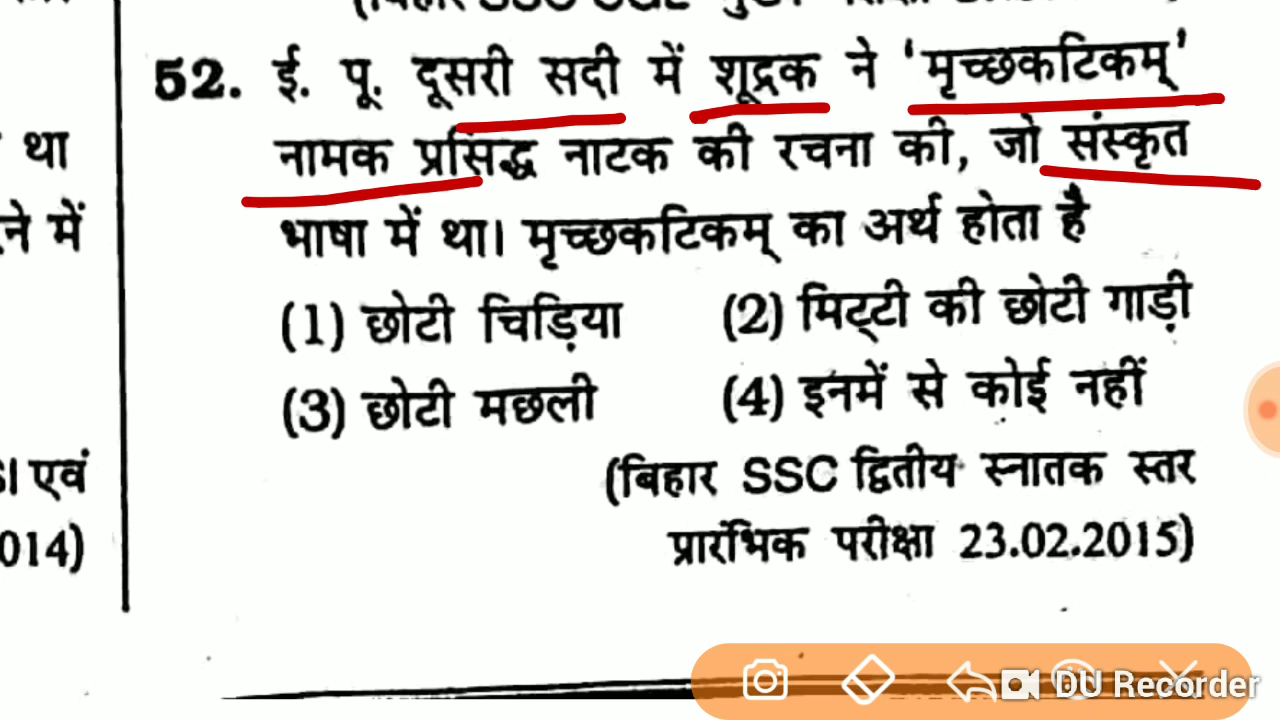 52. ई. पू. दूसरी सदी में शूद्रक ने 'मृच्छकटिकम्'
था
नामक प्रसिद्ध नाटक की रचना की, जो संस्कृत
ने में
भाषा में था। मृच्छकटिकम् का अर्थ होता है
(1) छोटी चिड़िया (2) मिट्टी की छोटी गाड़ी
(3) छोटी मछली (4) इनमें से कोई नहीं
एवं
(बिहार SSC द्वितीय स्नातक स्तर
014)
प्रारंभिक परीक्षा 23.02.2015)
DU Recorder